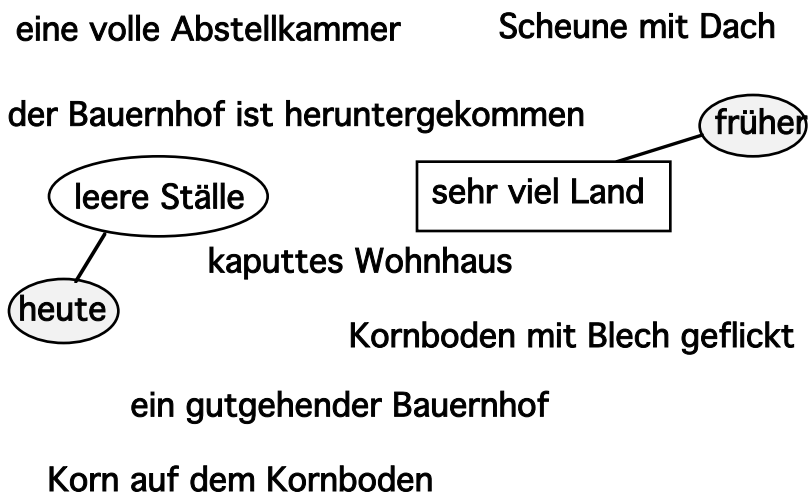 eine volle Abstellkammer
Scheune mit Dach
der Bauernhof ist heruntergekommen
früher
leere Ställe
sehr viel Land
kaputtes Wohnhaus
heute
Kornboden mit Blech geflickt
ein gutgehender Bauernhof
Korn auf dem Kornboden